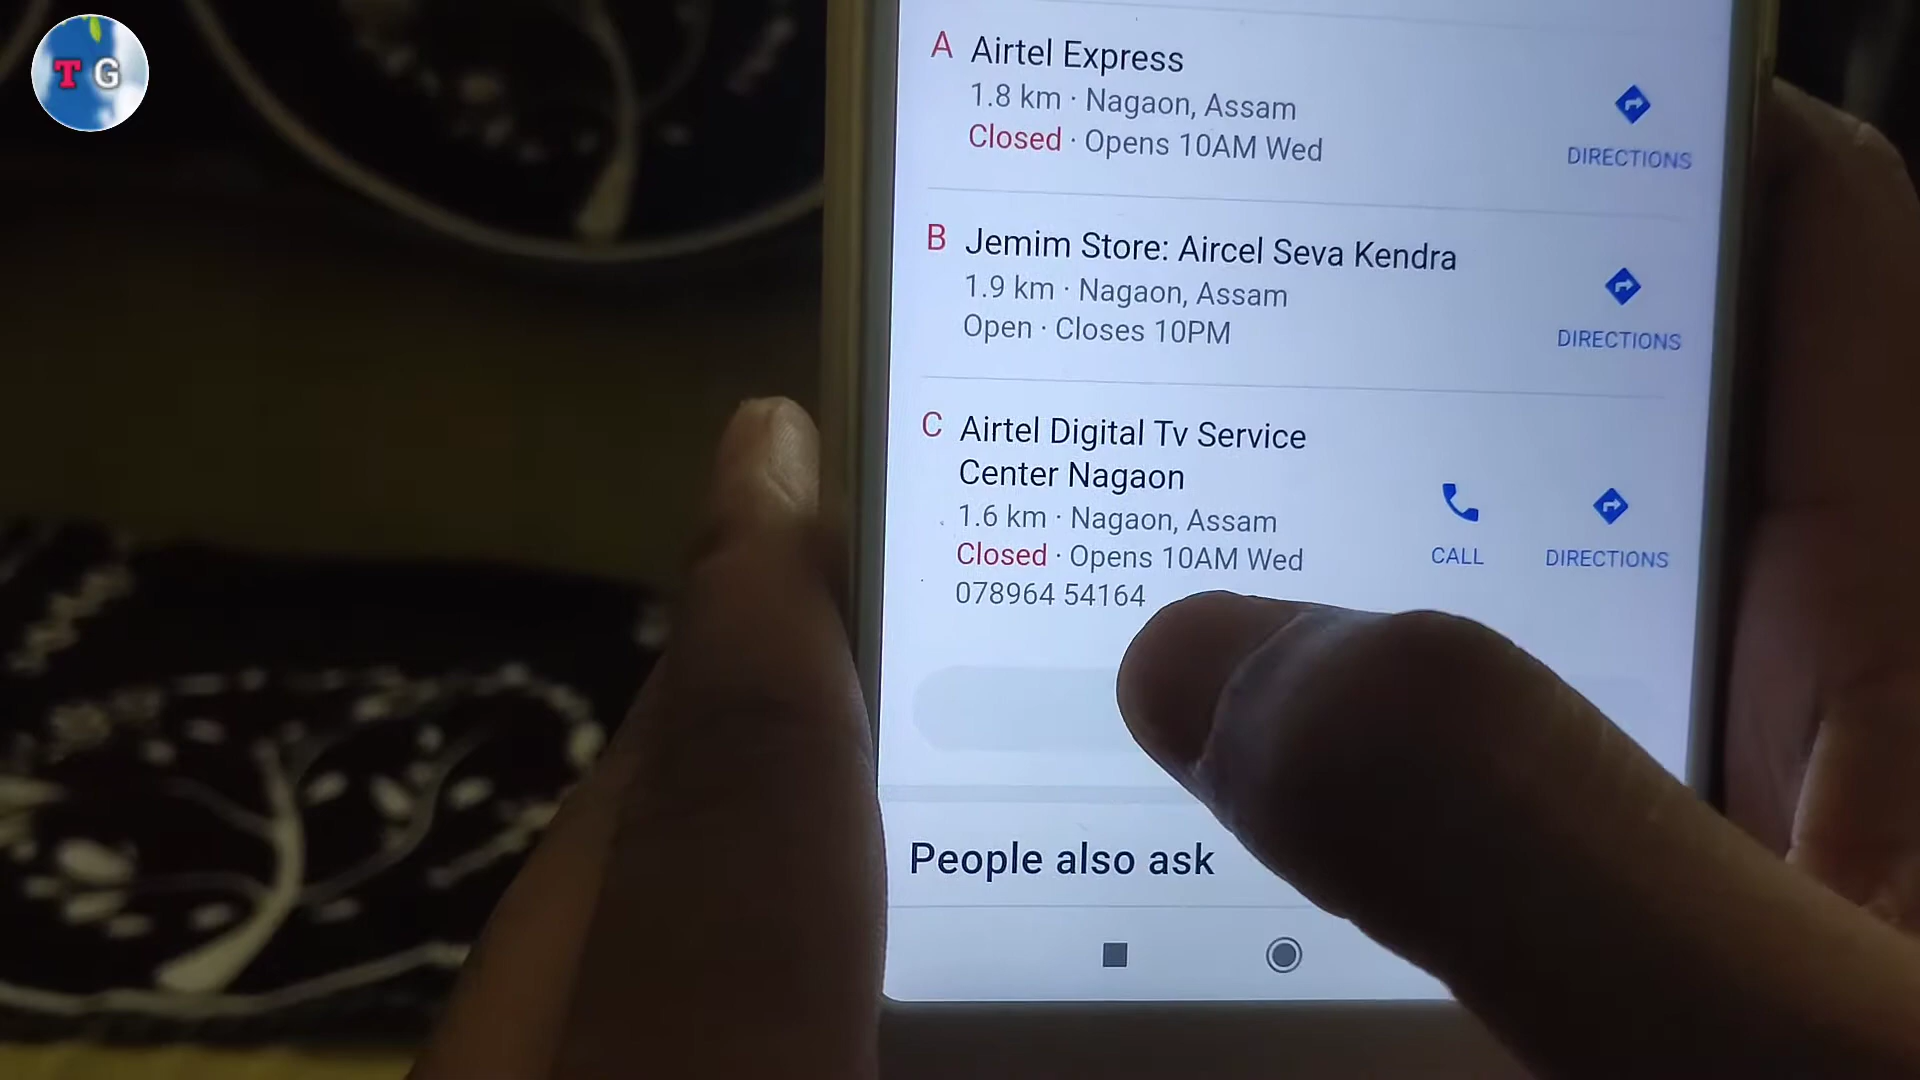 T G
A Airtel Express
1.8 km · Nagaon, Assam
Closed · Opens 10AM Wed
DIRECTIONS
B Jemim Store: Aircel Seva Kendra
1.9 km · Nagaon, Assam
Open · Closes 10PM
DIRECTIONS
C Airtel Digital Tv Service
Center Nagaon
1.6 km · Nagaon, Assam
Closed · Opens 10AM Wed
078964 54164
CALL
DIRECTIONS
People also ask